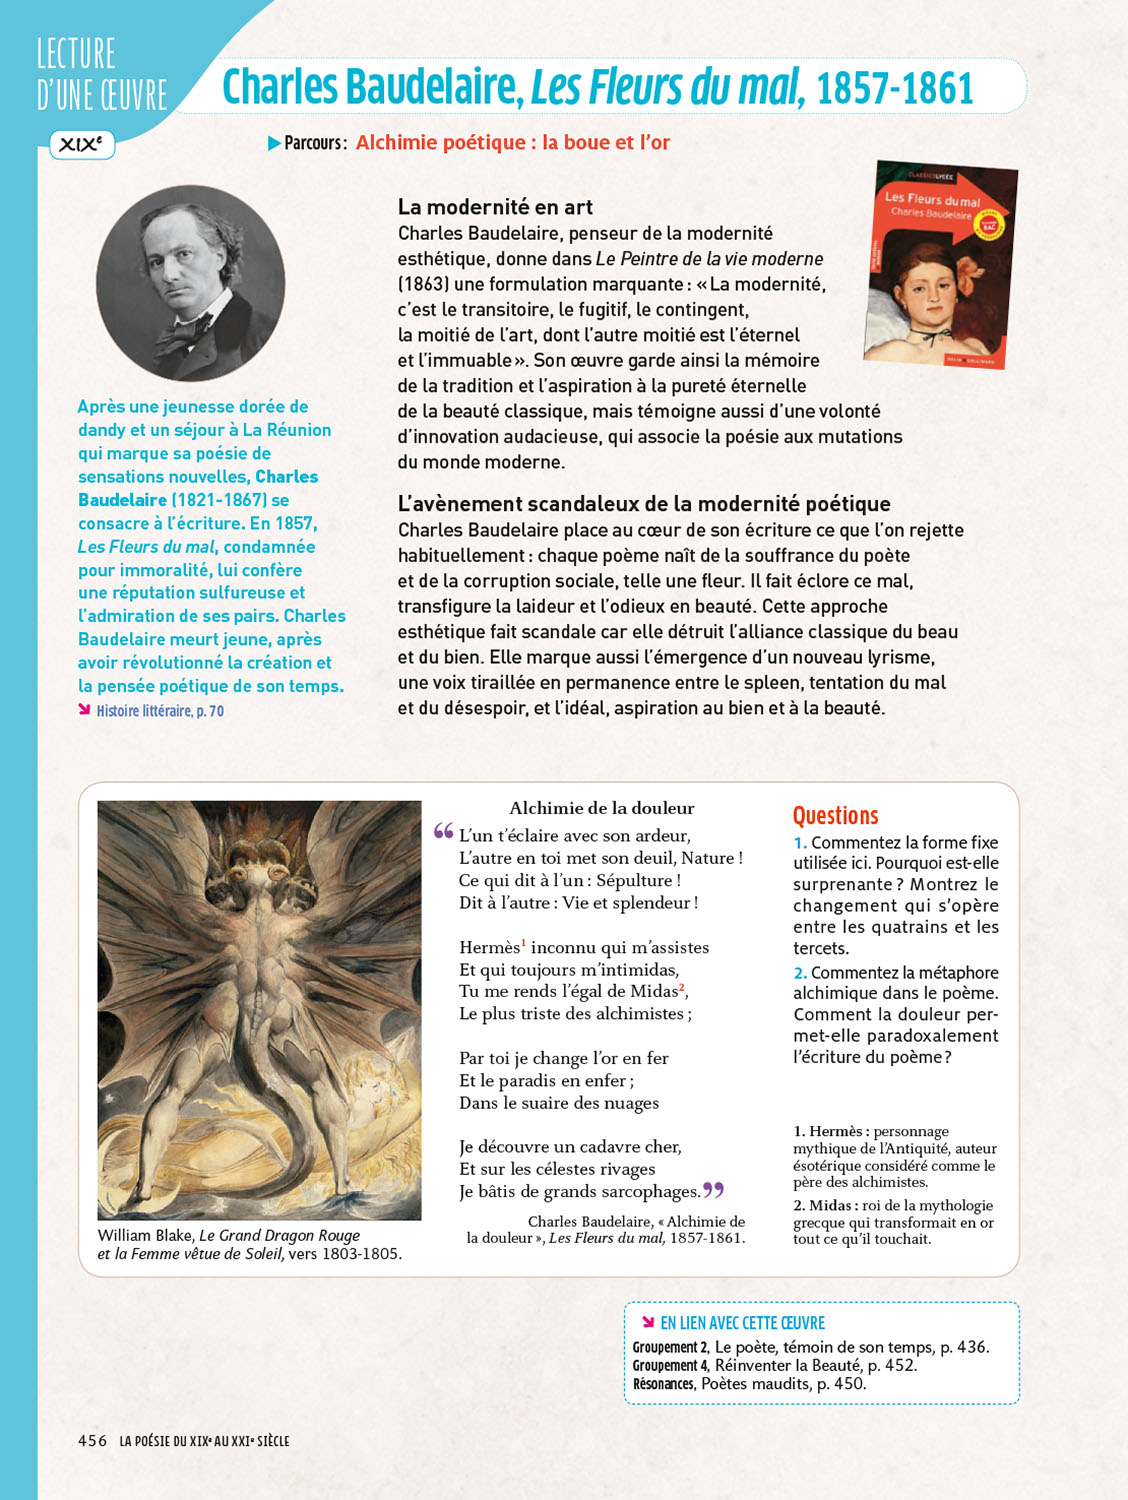 LECTURE
D'UNE ŒUVRE
XIXe
Charles Baudelaire, Les Fleurs du mal, 1857-1861
Parcours : Alchimie poétique : la boue et l'or
CLASSICOLYCÉE
Les Fleurs du mal
Charles Baudelaire
BAC
BELIN GALLIMARD
Après une jeunesse dorée de
dandy et un séjour à La Réunion
qui marque sa poésie de
sensations nouvelles, Charles
Baudelaire (1821-1867) se
consacre à l'écriture. En 1857,
Les Fleurs du mal, condamnée
pour immoralité, lui confère
une réputation sulfureuse et
l'admiration de ses pairs. Charles
Baudelaire meurt jeune, après
avoir révolutionné la création et
la pensée poétique de son temps.
Histoire littéraire, p. 70
La modernité en art
Charles Baudelaire, penseur de la modernité
esthétique, donne dans Le Peintre de la vie moderne
(1863) une formulation marquante : « La modernité,
c'est le transitoire, le fugitif, le contingent,
la moitié de l'art, dont l'autre moitié est l'éternel
et l'immuable ». Son œuvre garde ainsi la mémoire
de la tradition et l'aspiration à la pureté éternelle
de la beauté classique, mais témoigne aussi d'une volonté
d'innovation audacieuse, qui associe la poésie aux mutations
du monde moderne.
L'avènement scandaleux de la modernité poétique
Charles Baudelaire place au cœur de son écriture ce que l'on rejette
habituellement : chaque poème naît de la souffrance du poète
et de la corruption sociale, telle une fleur. Il fait éclore ce mal,
transfigure la laideur et l'odieux en beauté. Cette approche
esthétique fait scandale car elle détruit l'alliance classique du beau
et du bien. Elle marque aussi l'émergence d'un nouveau lyrisme,
une voix tiraillée en permanence entre le spleen, tentation du mal
et du désespoir, et l'idéal, aspiration au bien et à la beauté.
William Blake, Le Grand Dragon Rouge
et la Femme vêtue de Soleil, vers 1803-1805.
Alchimie de la douleur
“ L'un t'éclaire avec son ardeur,
L'autre en toi met son deuil, Nature !
Ce qui dit à l'un : Sépulture !
Dit à l'autre : Vie et splendeur !
Hermès1 inconnu qui m'assistes
Et qui toujours m'intimidas,
Tu me rends l'égal de Midas2,
Le plus triste des alchimistes ;
Par toi je change l'or en fer
Et le paradis en enfer ;
Dans le suaire des nuages
Je découvre un cadavre cher,
Et sur les célestes rivages
Je bâtis de grands sarcophages.”
Charles Baudelaire, « Alchimie de
la douleur », Les Fleurs du mal, 1857-1861.
Questions
1. Commentez la forme fixe
utilisée ici. Pourquoi est-elle
surprenante ? Montrez le
changement qui s'opère
entre les quatrains et les
tercets.
2. Commentez la métaphore
alchimique dans le poème.
Comment la douleur per-
met-elle paradoxalement
l'écriture du poème ?
1. Hermès : personnage
mythique de l'Antiquité, auteur
ésotérique considéré comme le
père des alchimistes.
2. Midas : roi de la mythologie
grecque qui transformait en or
tout ce qu'il touchait.
EN LIEN AVEC CETTE ŒUVRE
Groupement 2, Le poète, témoin de son temps, p. 436.
Groupement 4, Réinventer la Beauté, p. 452.
Résonances, Poètes maudits, p. 450.
456 LA POÉSIE DU XIXe AU XXIe SIÈCLE